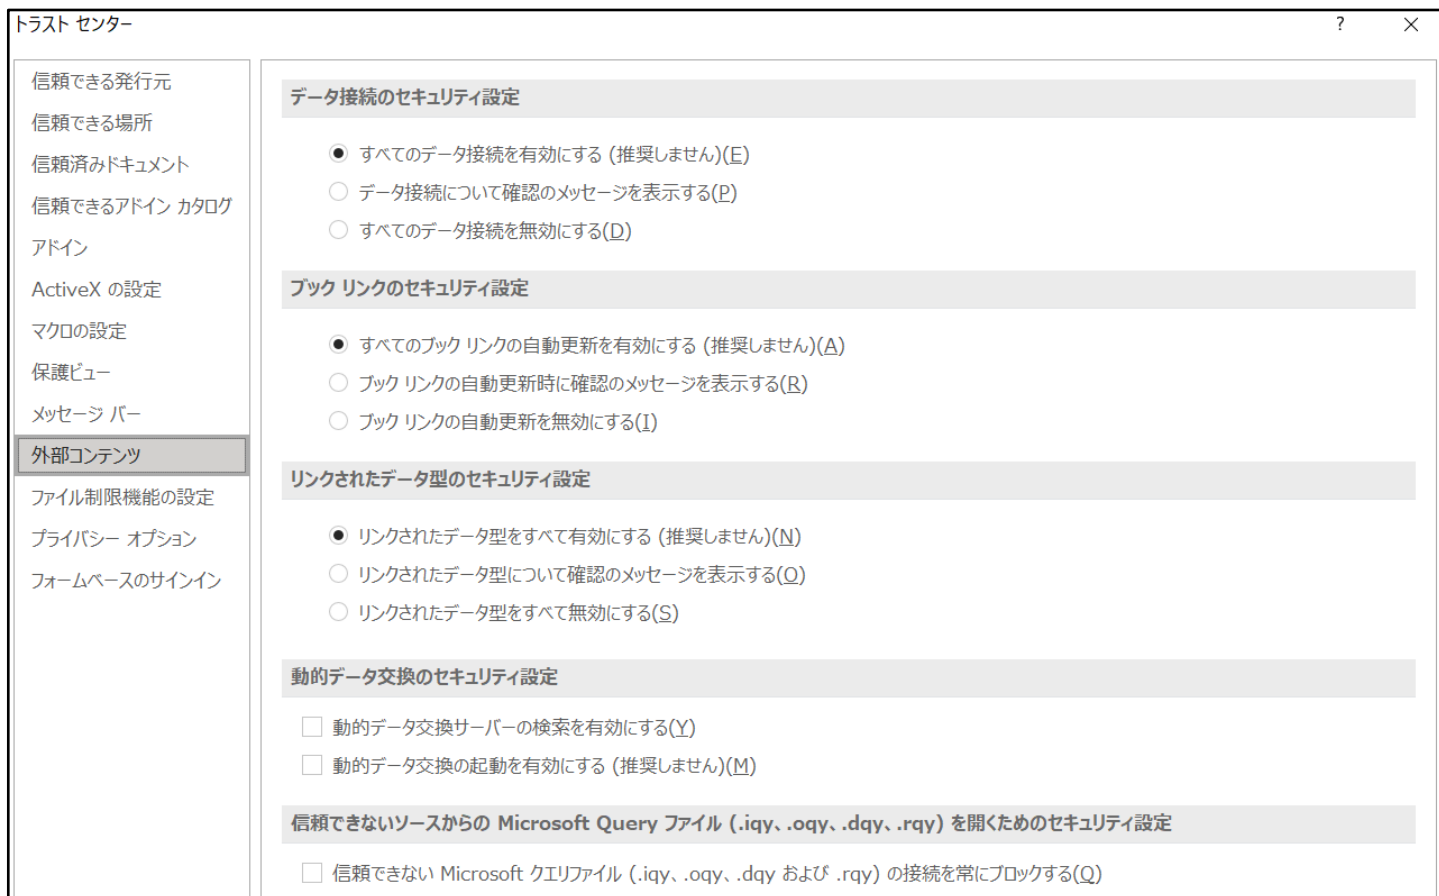 トラスト センター
?
信頼できる発行元
信頼できる場所
信頼済みドキュメント
信頼できるアドイン カタログ
アドイン
ActiveX の設定
マクロの設定
保護ビュー
メッセージ バー
外部コンテンツ
ファイル制限機能の設定
プライバシー オプション
フォームベースのサインイン
データ接続のセキュリティ設定
すべてのデータ接続を有効にする (推奨しません)(E)
データ接続について確認のメッセージを表示する(P)
すべてのデータ接続を無効にする(D)
ブック リンクのセキュリティ設定
すべてのブック リンクの自動更新を有効にする (推奨しません)(A)
ブック リンクの自動更新時に確認のメッセージを表示する(R)
ブック リンクの自動更新を無効にする(I)
リンクされたデータ型のセキュリティ設定
リンクされたデータ型をすべて有効にする (推奨しません)(N)
リンクされたデータ型について確認のメッセージを表示する(O)
リンクされたデータ型をすべて無効にする(S)
動的データ交換のセキュリティ設定
動的データ交換サーバーの検索を有効にする(Y)
動的データ交換の起動を有効にする (推奨しません)(M)
信頼できないソースからの Microsoft Query ファイル (.iqy、.oqy、.dqy、.rqy) を開くためのセキュリティ設定
信頼できない Microsoft クエリファイル (.iqy、.oqy、.dqy および .rqy) の接続を常にブロックする(Q)